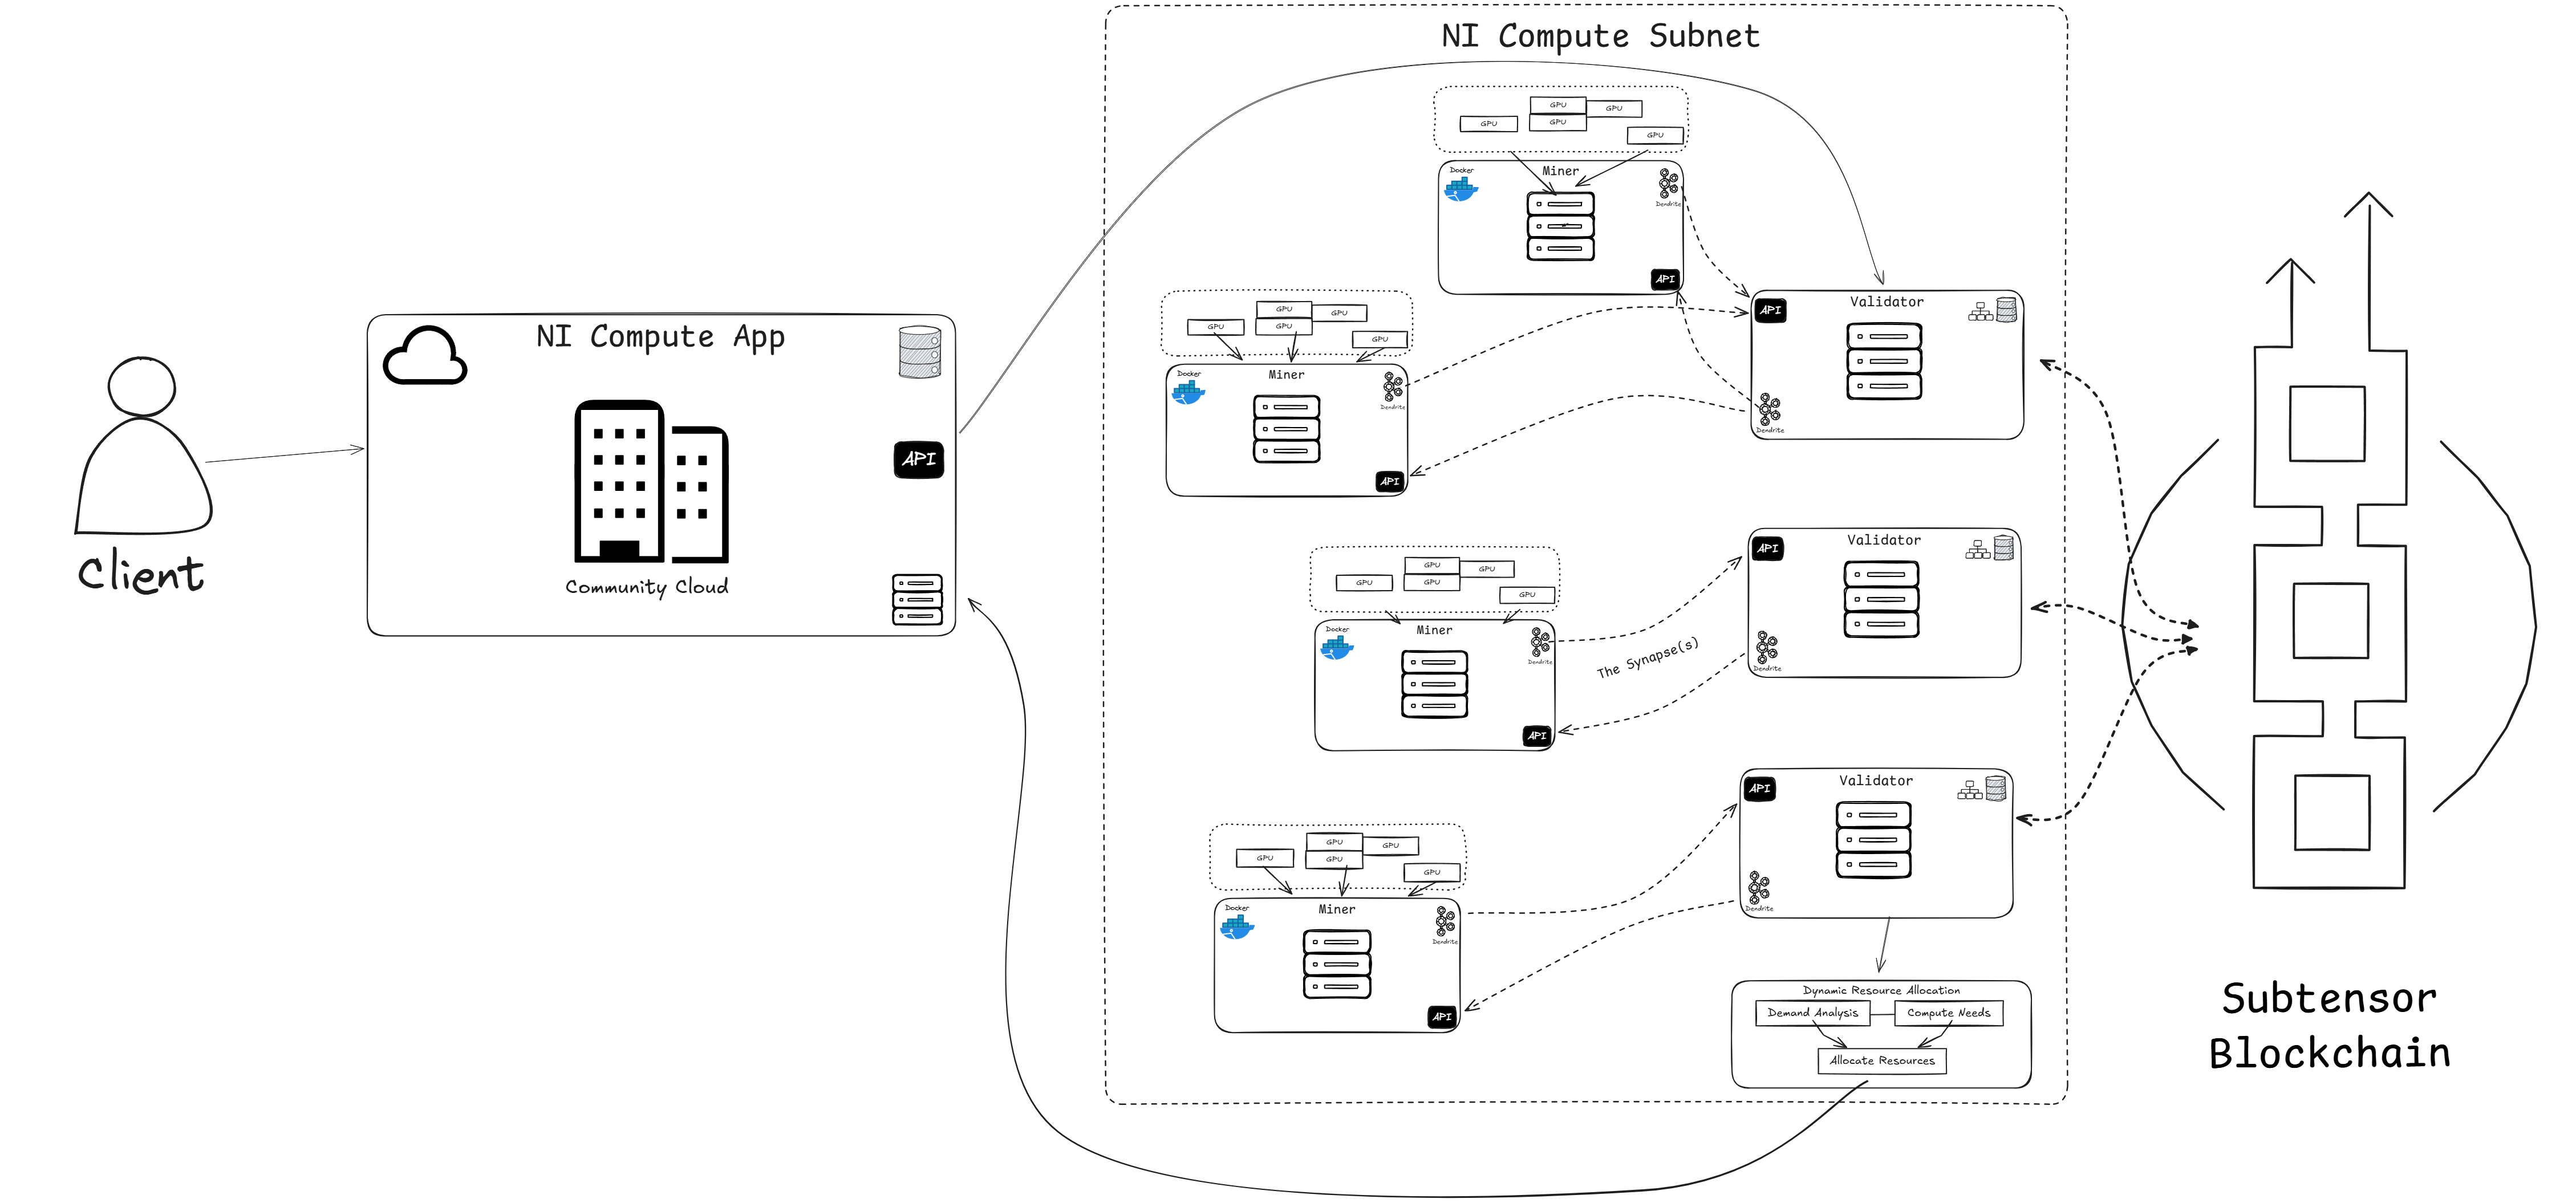 NI Compute Subnet
GPU
GPU
GPU
GPU
GPU
Docker
Miner
Dendrite
API
GPU
GPU
GPU
GPU
GPU
Docker
Miner
Dendrite
API
API
Validator
Dendrite
NI Compute App
API
Community Cloud
Client
GPU
GPU
GPU
GPU
GPU
Docker
Miner
Dendrite
API
The Synapse(s)
API
Validator
Dendrite
GPU
GPU
GPU
GPU
GPU
Docker
Miner
Dendrite
API
API
Validator
Dendrite
Dynamic Resource Allocation
Demand Analysis
Compute Needs
Allocate Resources
Subtensor
Blockchain